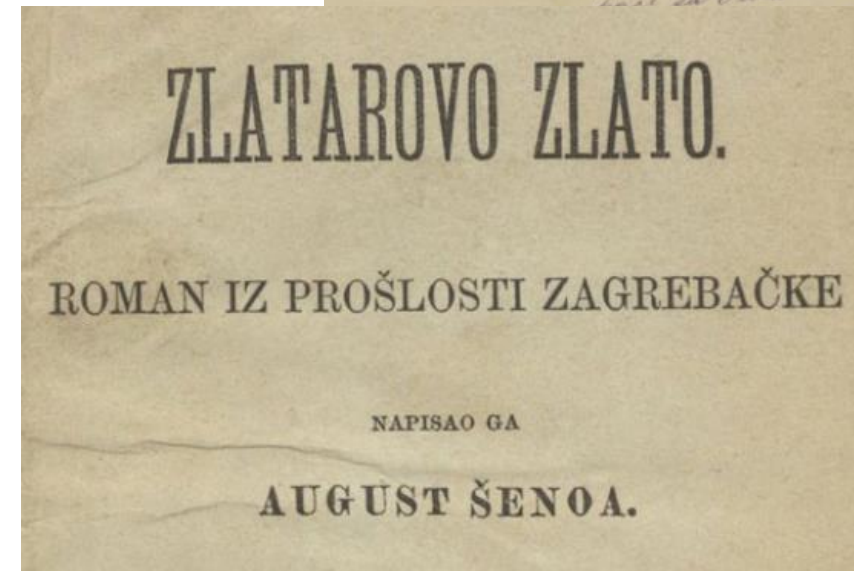 ZLATAROVO ZLATO.
ROMAN IZ PROŠLOSTI ZAGREBAČKE
NAPISAO GA
AUGUST ŠENOA.